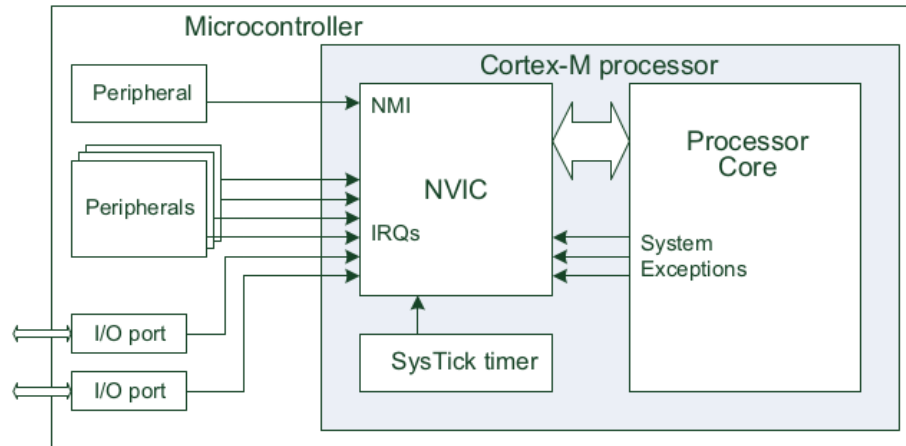 Microcontroller
Cortex-M processor
Peripheral
NMI
Processor
Core
Peripherals
NVIC
IRQs
System
Exceptions
I/O port
SysTick timer
I/O port